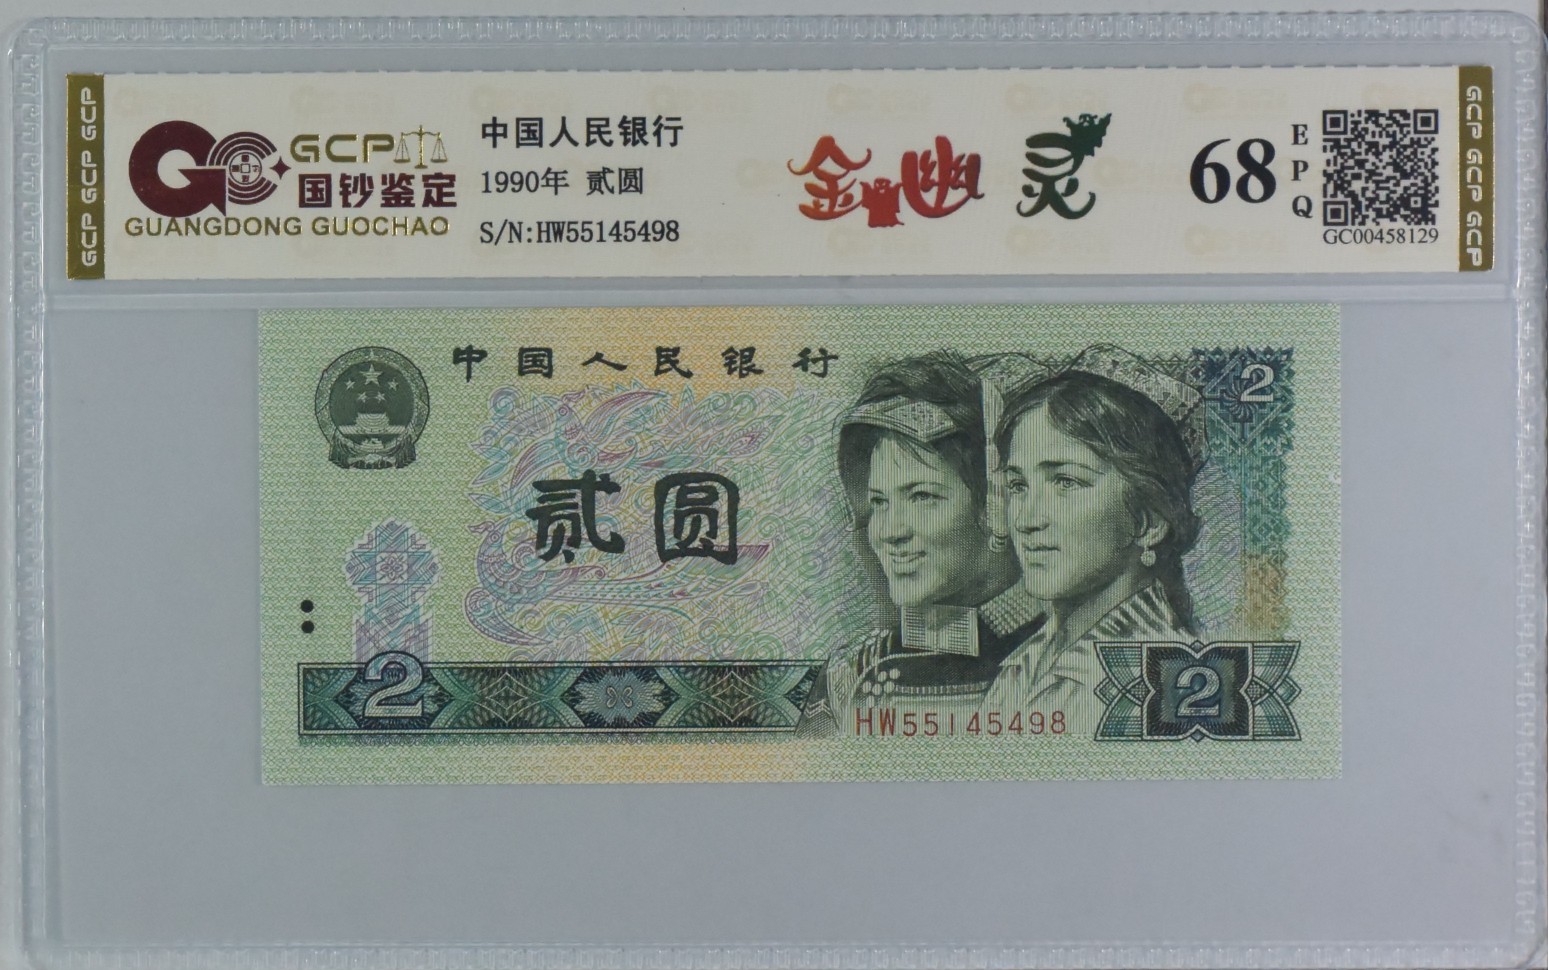 GCP GCP GCP
GCP
国钞鉴定
GUANGDONG GUOCHAO
中国人民银行
1990年 贰圆
S/N:HW55145498
金幽灵
68
EPQ
GC00458129
GCP GCP GCP
中国人民银行
2
贰圆
2
HW55145498
2